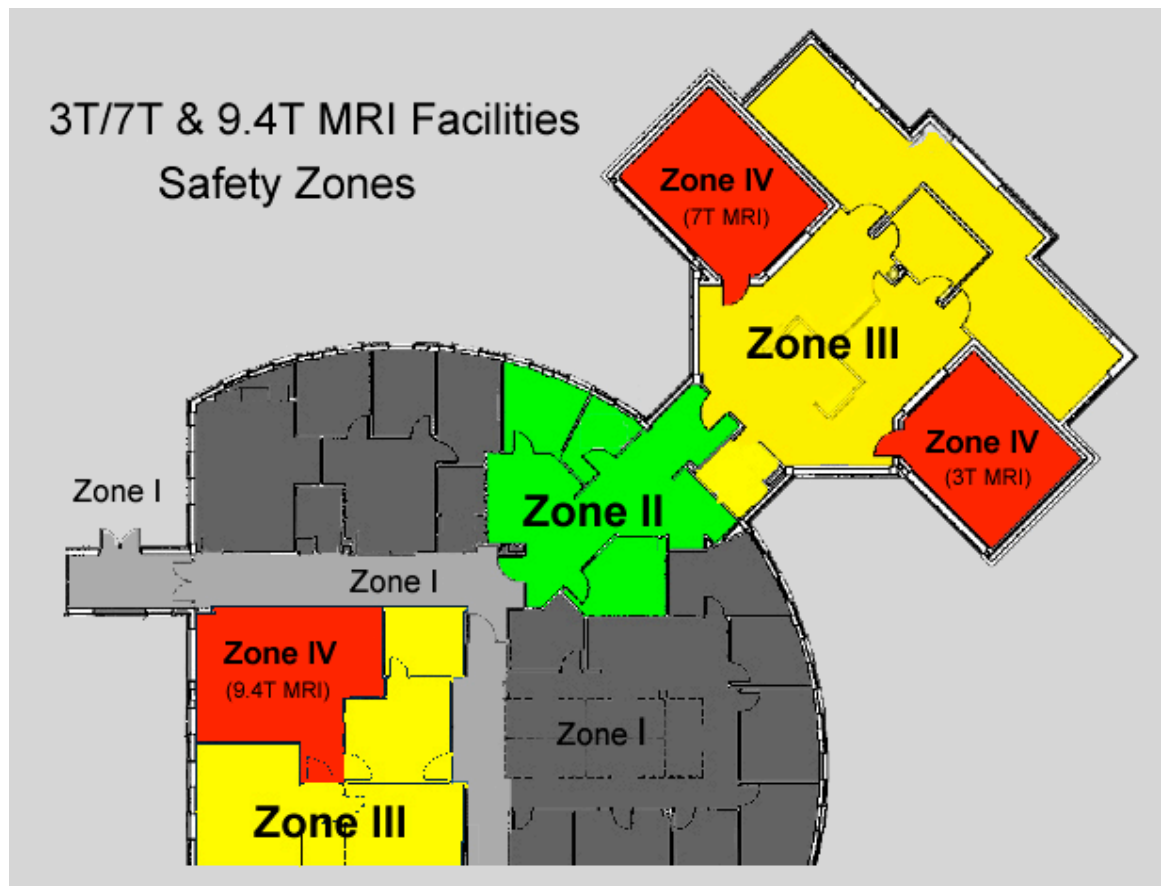 3T/7T & 9.4T MRI Facilities
Safety Zones
Zone IV
(7T MRI)
Zone III
Zone IV
(3T MRI)
Zone I
Zone II
Zone I
Zone IV
(9.4T MRI)
Zone I
Zone III